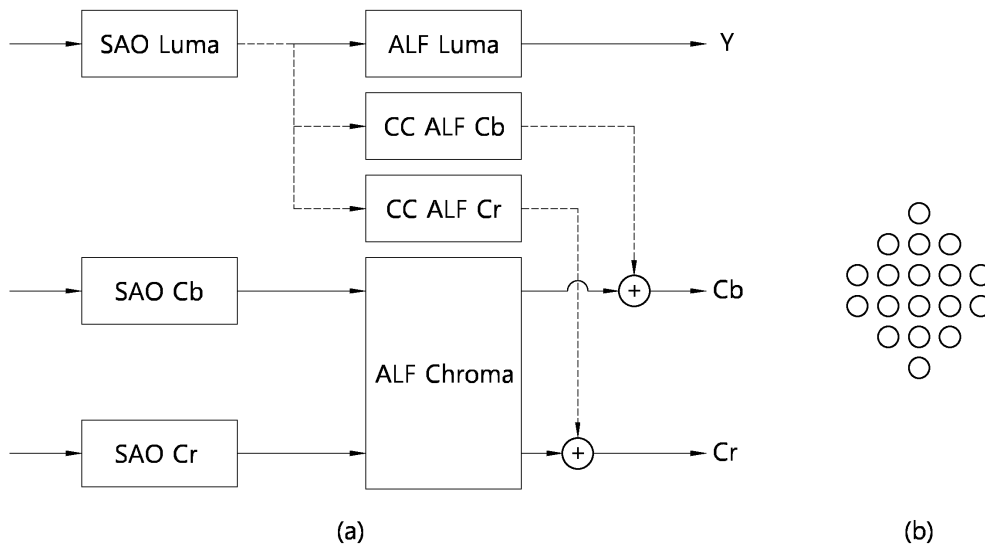 SAO Luma
ALF Luma
Y
CC ALF Cb
CC ALF Cr
SAO Cb
+
Cb
ALF Chroma
SAO Cr
+
Cr
(a)
(b)